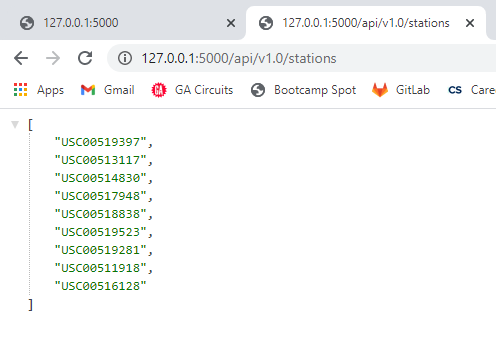 127.0.0.1:5000
127.0.0.1:5000/api/v1.0/stations
127.0.0.1:5000/api/v1.0/stations
Apps
Gmail
GA
GA Circuits
Bootcamp Spot
GitLab
CS
Caree
[
"USC00519397",
"USC00513117",
"USC00514830",
"USC00517948",
"USC00518838",
"USC00519523",
"USC00519281",
"USC00511918",
"USC00516128"
]